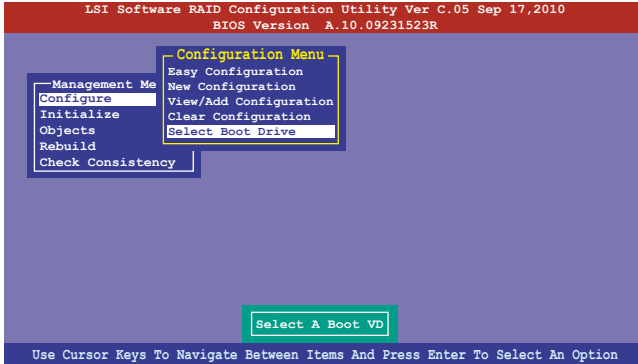 LSI Software RAID Configuration Utility Ver C.05 Sep 17,2010
BIOS Version A.10.09231523R
Management Me
Configure
Initialize
Objects
Rebuild
Check Consistency
Configuration Menu
Easy Configuration
New Configuration
View/Add Configuration
Clear Configuration
Select Boot Drive
Select A Boot VD
Use Cursor Keys To Navigate Between Items And Press Enter To Select An Option